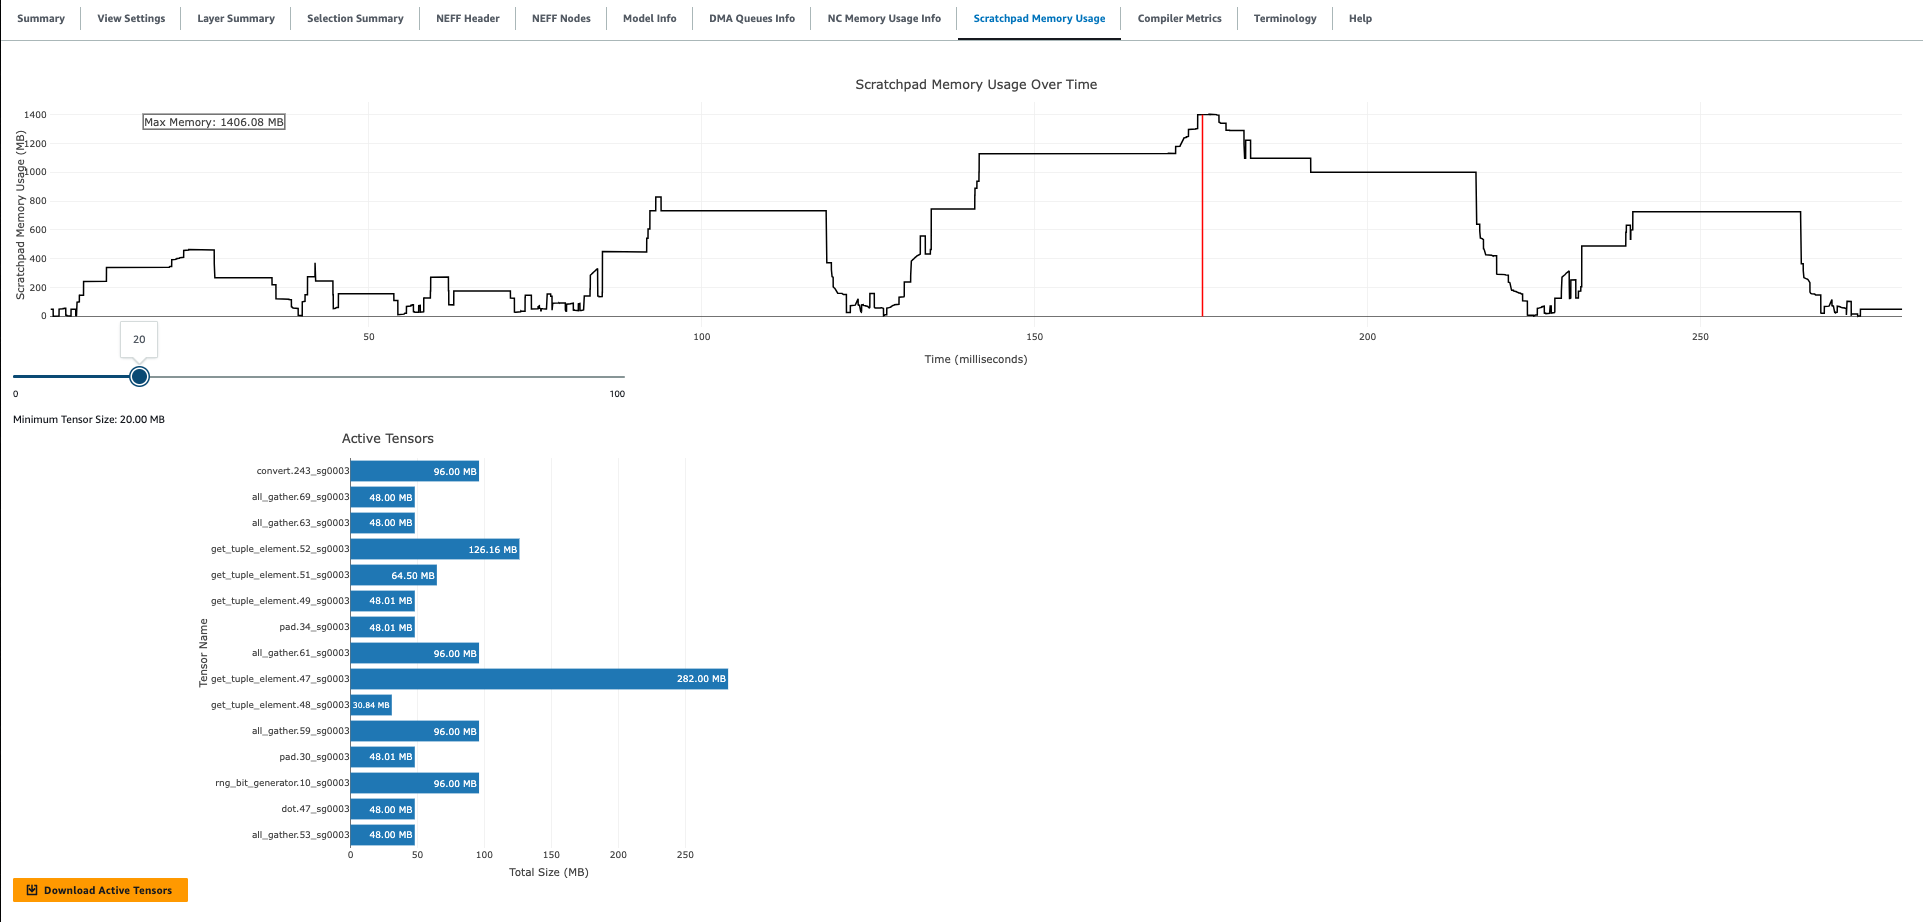 Summary View Settings Layer Summary Selection Summary NEFF Header NEFF Nodes Model Info DMA Queues Info NC Memory Usage Info Scratchpad Memory Usage Compiler Metrics Terminology Help
Scratchpad Memory Usage Over Time
Max Memory: 1406.08 MB
Scratchpad Memory Usage (MB)
1400
1200
1000
800
600
400
200
0
50 100 150 200 250
Time (milliseconds)
20
0 100
Minimum Tensor Size: 20.00 MB
Active Tensors
Tensor Name
convert.243_sg0003 96.00 MB
all_gather.69_sg0003 48.00 MB
all_gather.63_sg0003 48.00 MB
get_tuple_element.52_sg0003 126.16 MB
get_tuple_element.51_sg0003 64.50 MB
get_tuple_element.49_sg0003 48.01 MB
pad.34_sg0003 48.01 MB
all_gather.61_sg0003 96.00 MB
get_tuple_element.47_sg0003 282.00 MB
get_tuple_element.48_sg0003 30.84 MB
all_gather.59_sg0003 96.00 MB
pad.30_sg0003 48.01 MB
rng_bit_generator.10_sg0003 96.00 MB
dot.47_sg0003 48.00 MB
all_gather.53_sg0003 48.00 MB
0 50 100 150 200 250
Total Size (MB)
Download Active Tensors